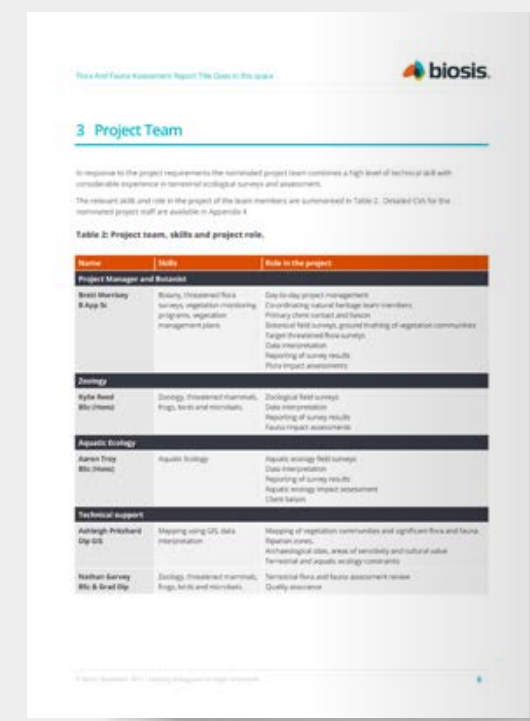 Flora And Fauna Assessment Report Title Goes in this space
biosis.
3 Project Team
In response to the project requirements the nominated project team combines a high level of technical skill with
considerable experience in terrestrial ecological surveys and assessment.
The relevant skills and role in the project of the team members are summarised in Table 2. Detailed CVs for the
nominated project staff are available in Appendix 4
Table 2: Project team, skills and project role.
Name Skills Role in the project
Project Manager and Botanist
Brett Morrisey Botany, threatened flora Day-to-day project management
B App Sc surveys, vegetation monitoring Co-ordinating natural heritage team members
programs, vegetation Primary client contact and liaison
management plans Botanical field surveys, ground truthing of vegetation communities
Target threatened flora surveys
Data interpretation
Reporting of survey results
Flora impact assessments
Zoology
Kylie Reed Zoology, threatened mammals, Zoological field surveys
BSc (Hons) frogs, birds and microbats Data interpretation
Reporting of survey results
Fauna impact assessments
Aquatic Ecology
Aaron Troy Aquatic Ecology Aquatic ecology field surveys
BSc (Hons) Data interpretation
Reporting of survey results
Aquatic ecology impact assessment
Client liaison
Technical support
Ashleigh Pritchard Mapping using GIS, data Mapping of vegetation communities and significant flora and fauna
Dip GIS interpretation Riparian zones.
Archaeological sites, areas of sensitivity and cultural value
Terrestrial and aquatic ecology constraints
Nathan Garvey Zoology, threatened mammals, Terrestrial flora and fauna assessment review
BSc & Grad Dip frogs, birds and microbats Quality assurance